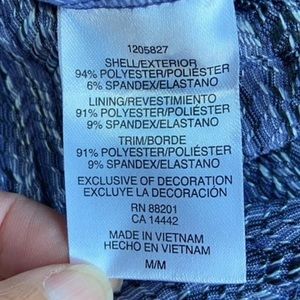 1205827
SHELL/EXTERIOR
94% POLYESTER/POLIÉSTER
6% SPANDEX/ELASTANO
LINING/REVESTIMIENTO
91% POLYESTER/POLIÉSTER
9% SPANDEX/ELASTANO
TRIM/BORDE
91% POLYESTER/POLIÉSTER
9% SPANDEX/ELASTANO
EXCLUSIVE OF DECORATION
EXCLUYE LA DECORACIÓN
RN 88201
CA 14442
MADE IN VIETNAM
HECHO EN VIETNAM
M/M